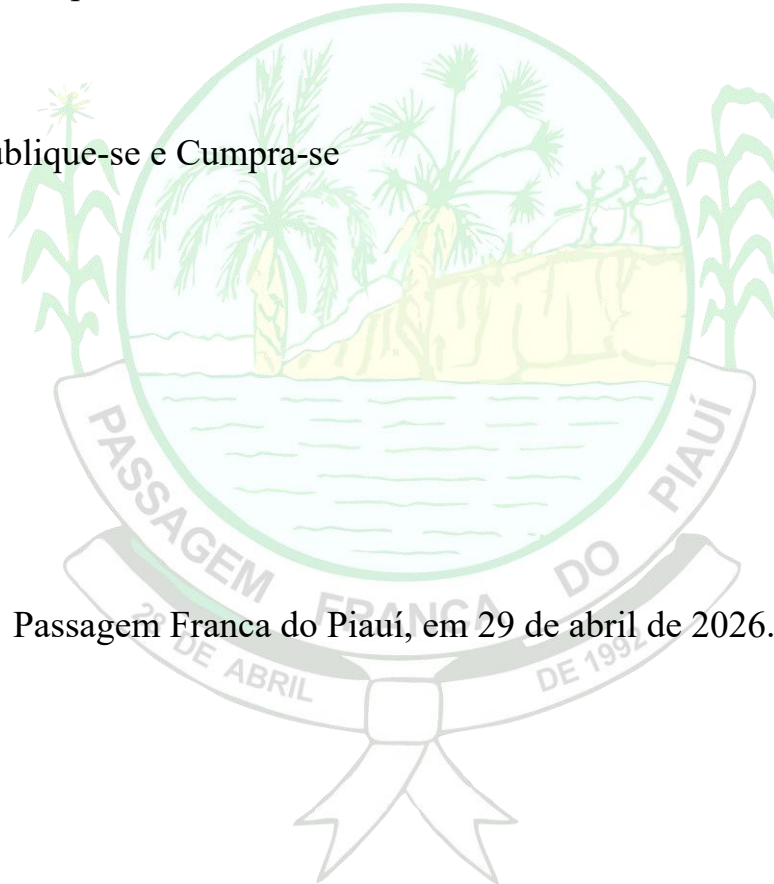 ublique-se e Cumpra-se
PASSAGEM FRANCA DO PIAUÍ
Passagem Franca do Piauí, em 29 de abril de 2026.
DE ABRIL DE 1992